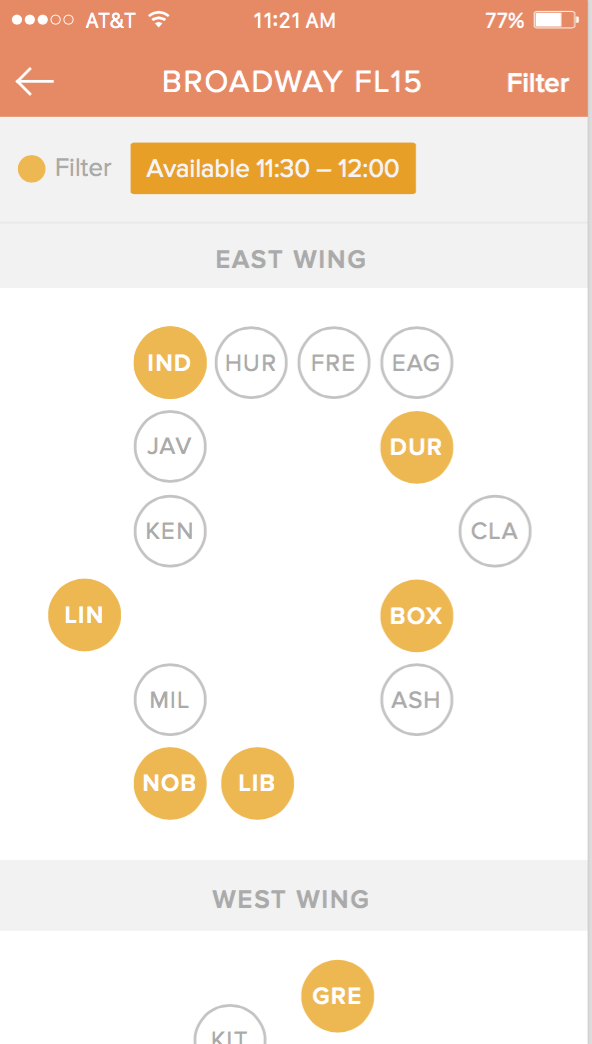 AT&T 11:21 AM 77%
BROADWAY FL15 Filter
Filter Available 11:30 – 12:00
EAST WING
IND HUR FRE EAG
JAV DUR
KEN CLA
LIN BOX
MIL ASH
NOB LIB
WEST WING
GRE
KIT